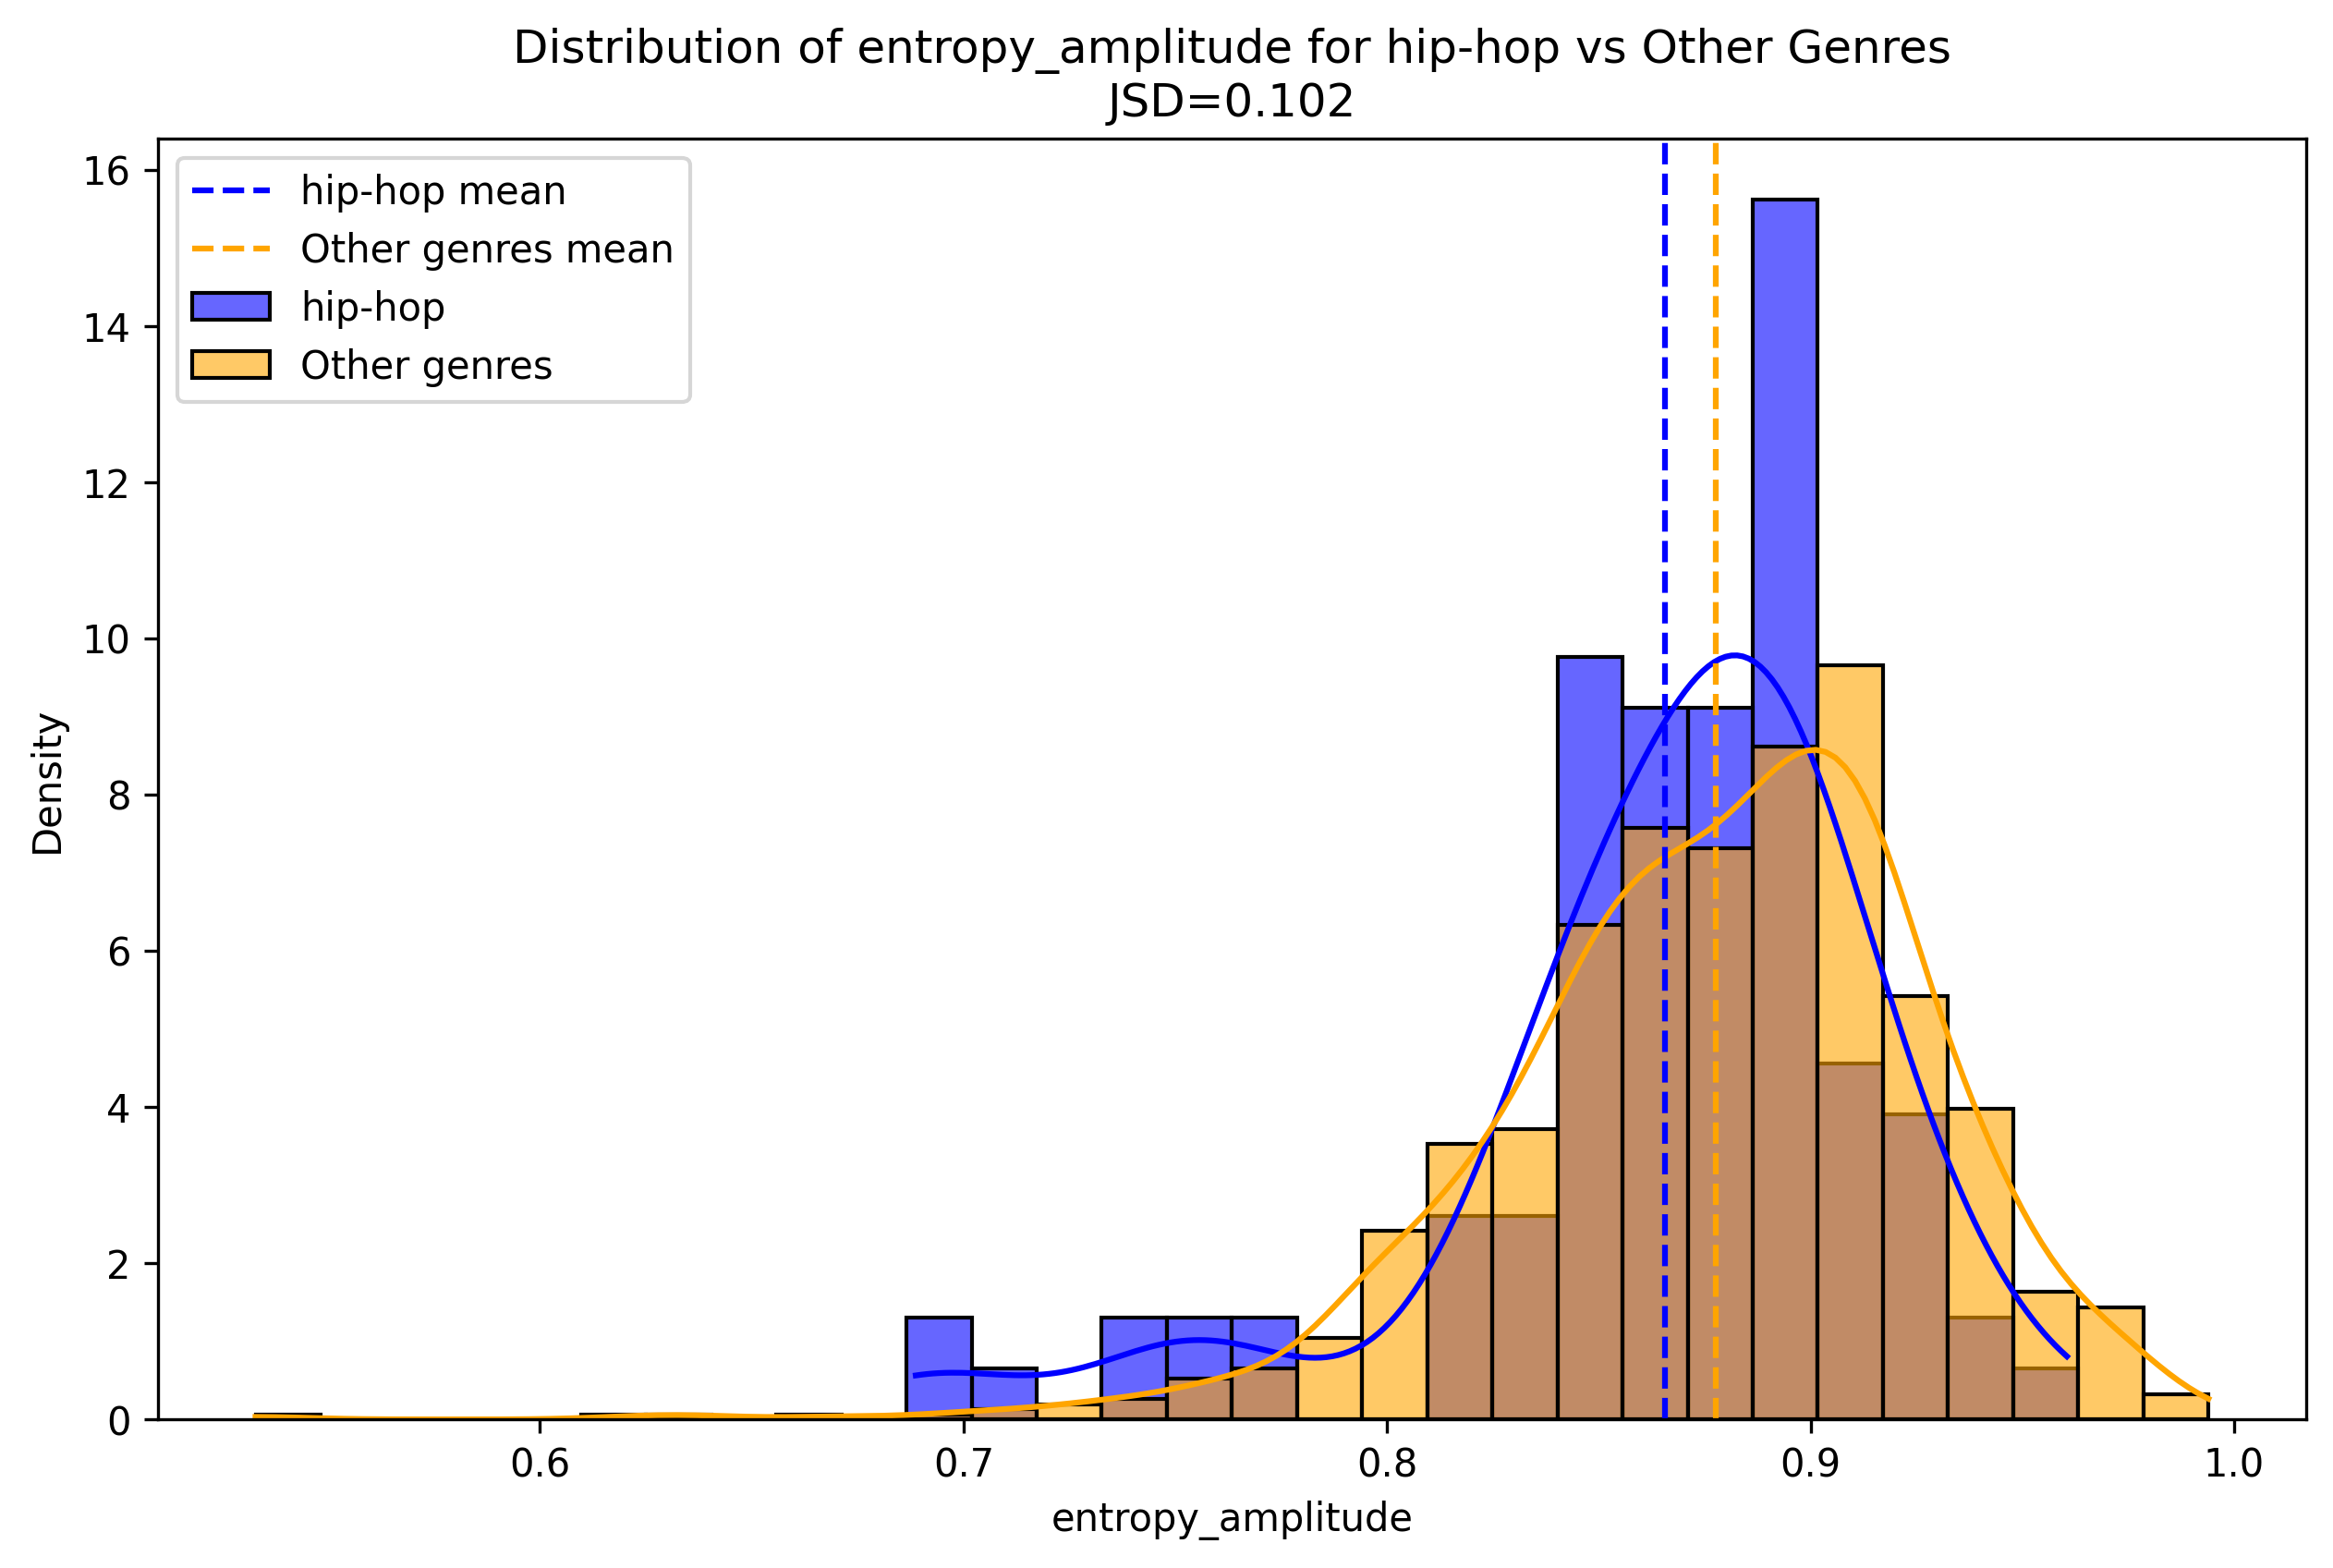 Distribution of entropy_amplitude for hip-hop vs Other Genres
JSD=0.102
hip-hop mean
Other genres mean
hip-hop
Other genres
16
14
12
10
8
6
4
2
0
Density
0.6
0.7
0.8
0.9
1.0
entropy_amplitude